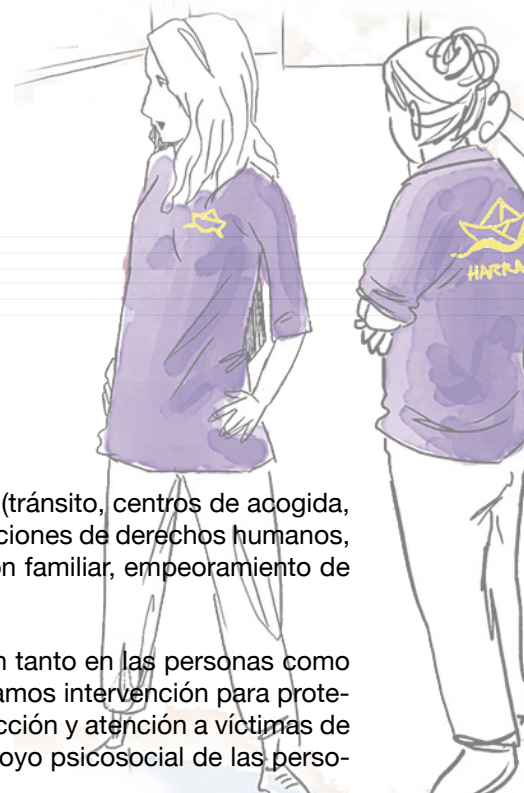 HARRA
(tránsito, centros de acogida,
ciones de derechos humanos,
n familiar, empeoramiento de
n tanto en las personas como
amos intervención para prote-
cción y atención a víctimas de
oyo psicosocial de las perso-